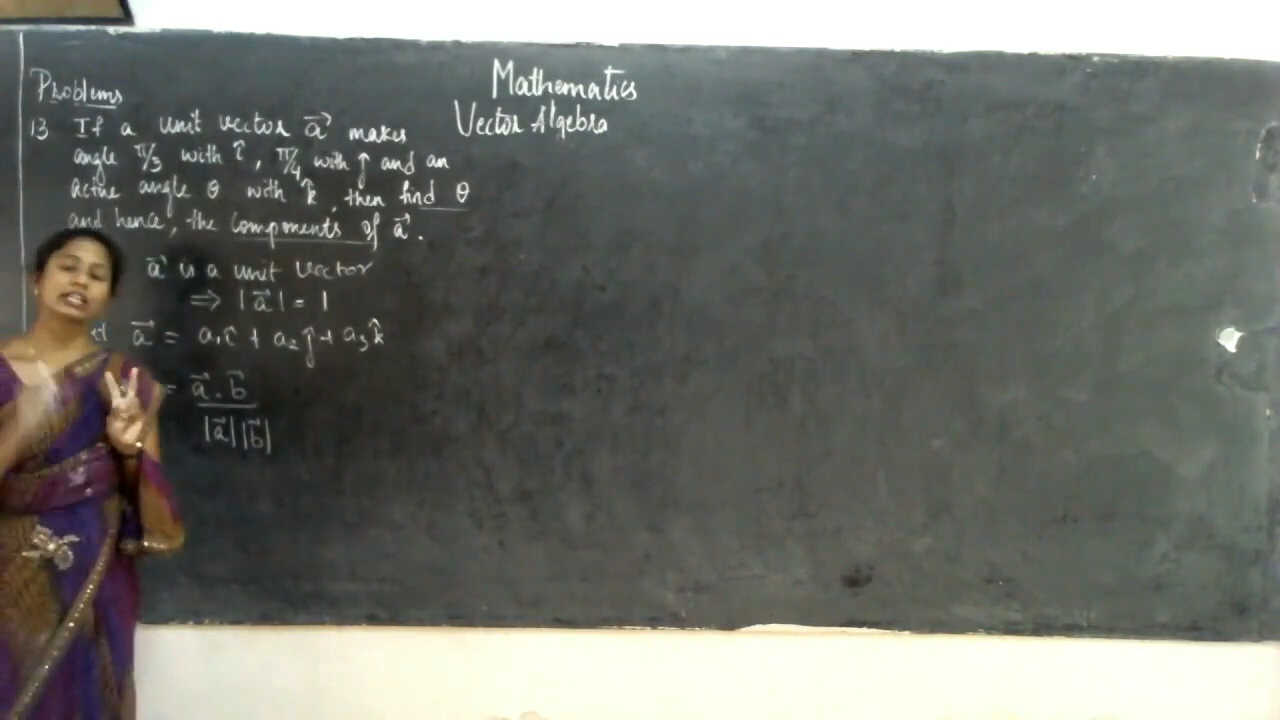 Mathematics
Vector Algebra
Problems
13 If a unit vector a⃗ makes
angle π/3 with î, π/4 with ĵ and an
acute angle θ with k̂, then find θ
and hence, the components of a⃗.
a⃗ is a unit vector
⇒ |a⃗| = 1
a⃗ = a₁î + a₂ĵ + a₃k̂
= a⃗ . b⃗
|a⃗| |b⃗|